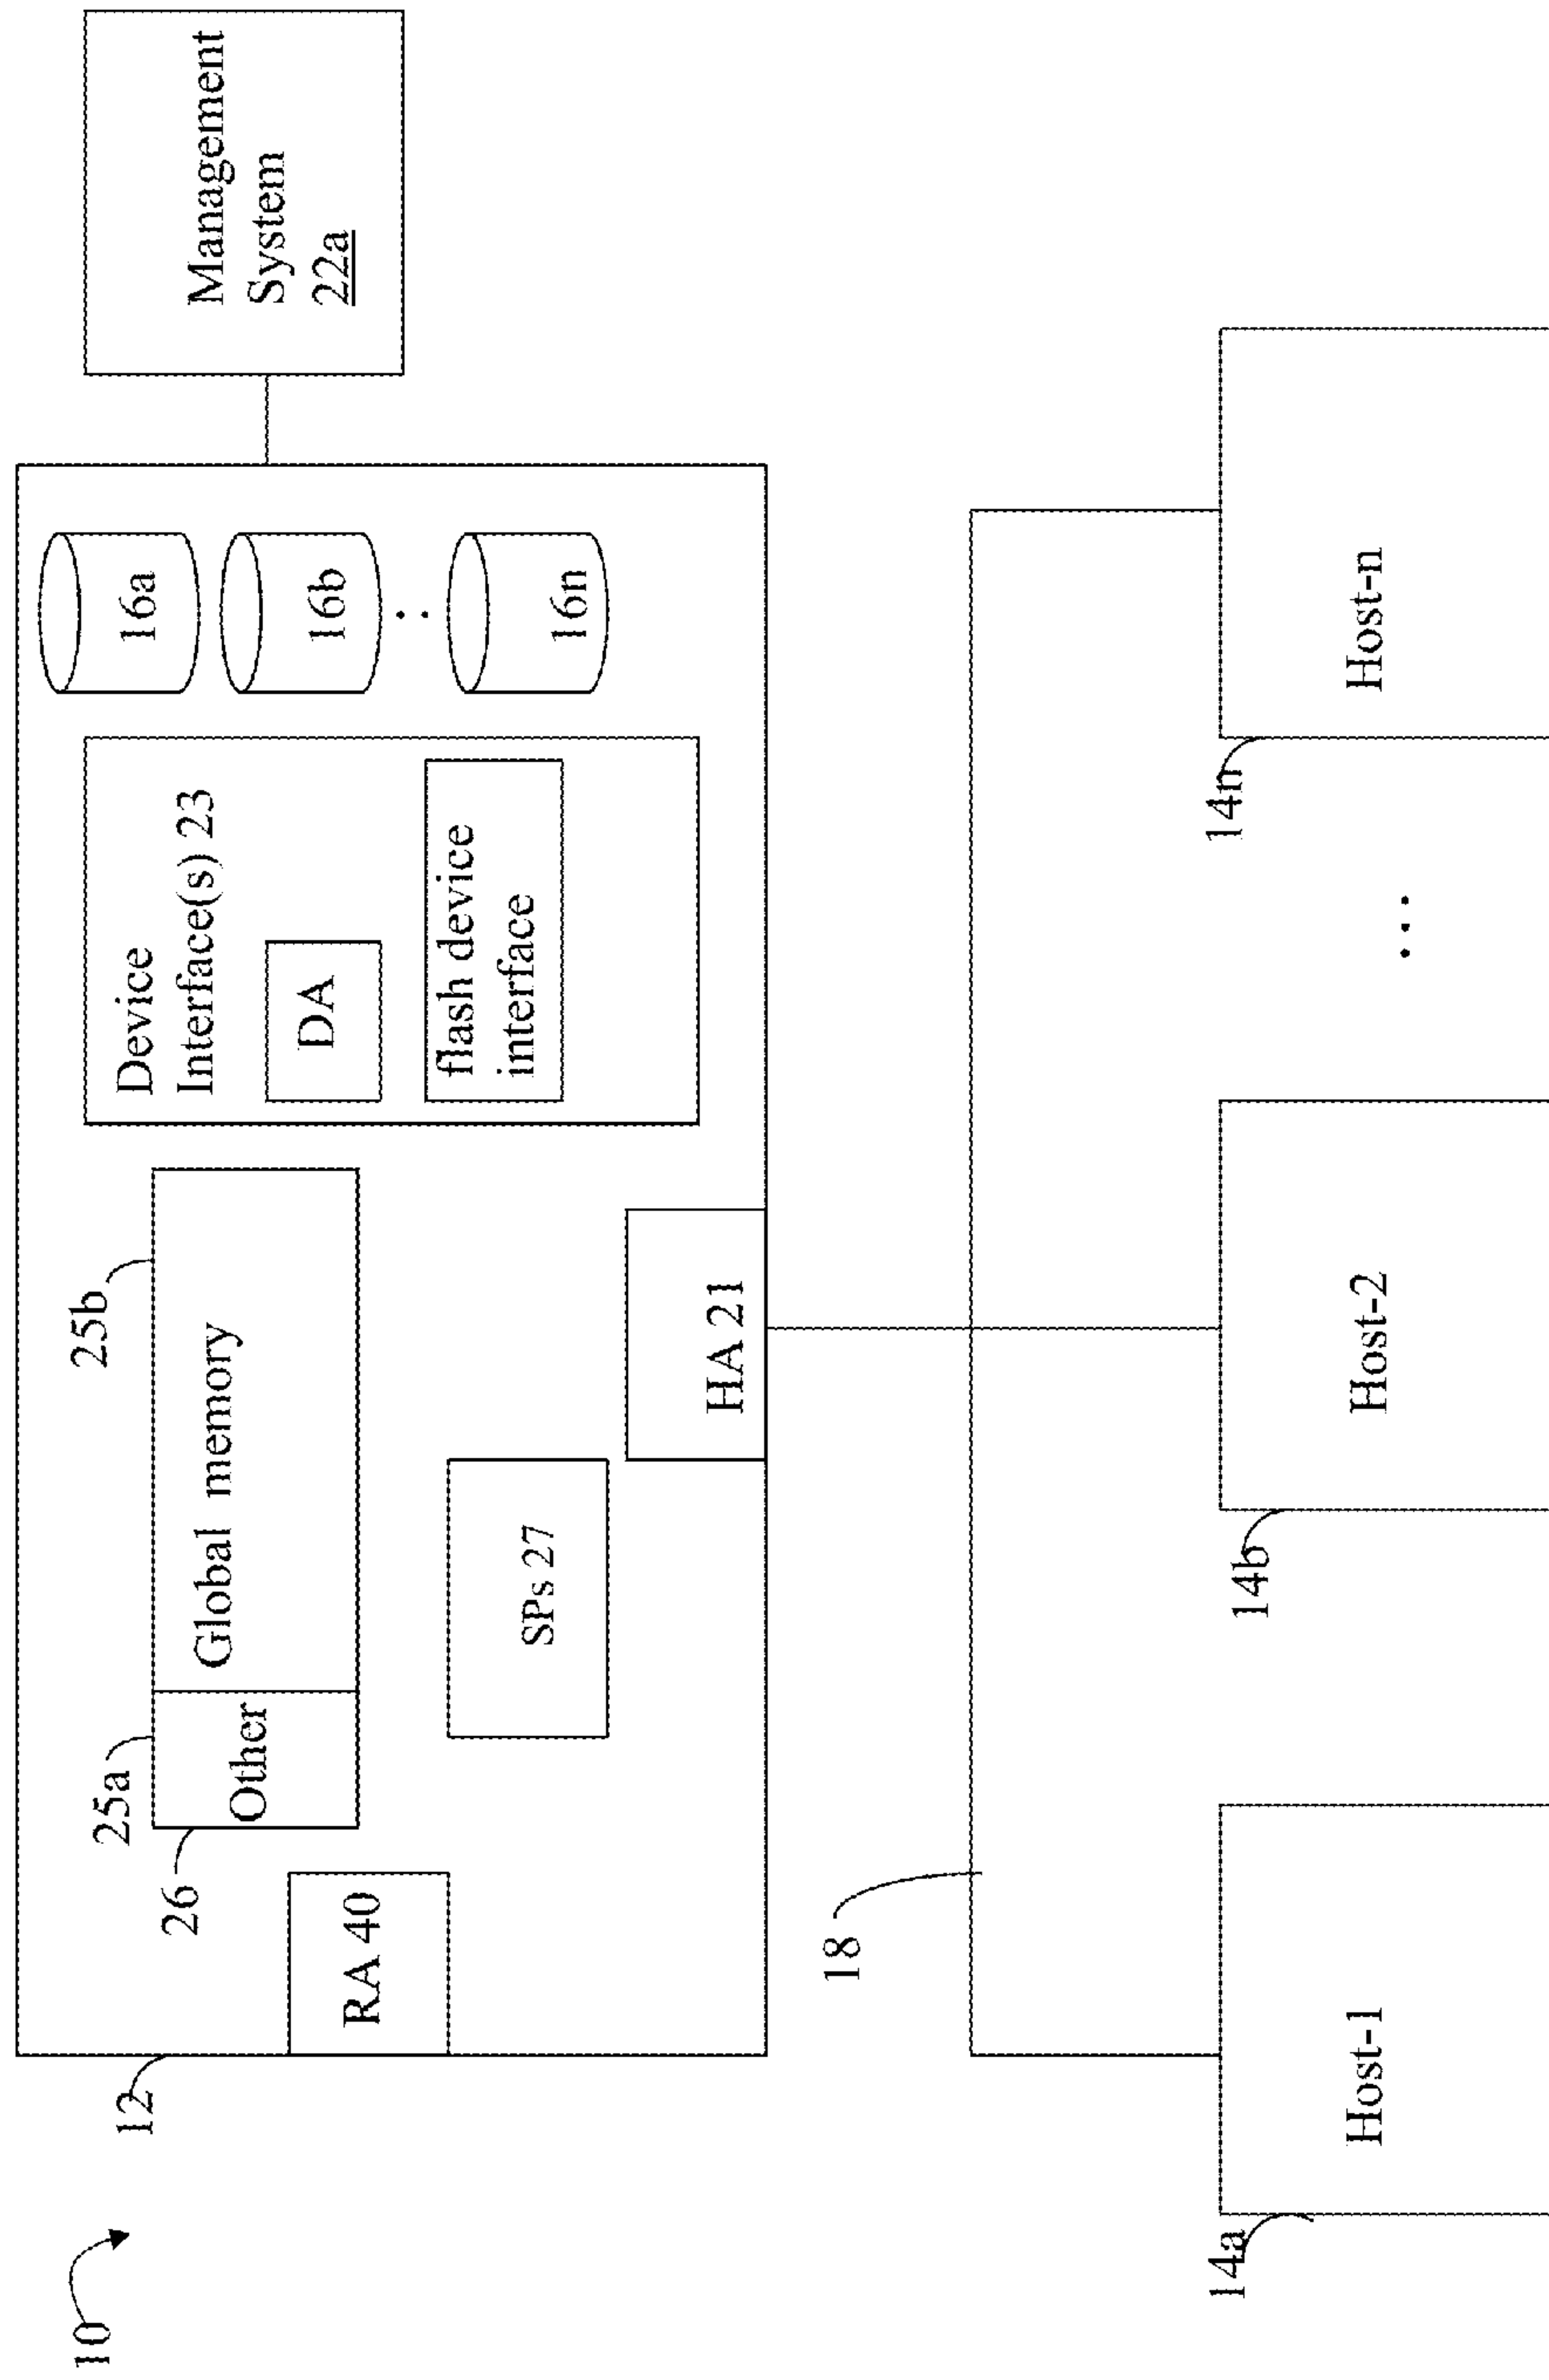 10
12
RA 40
26
25a
Other
25b
Global memory
SPs 27
HA 21
Device
Interface(s) 23
DA
flash device
interface
16a
16b
:
16n
Management
System
22a
18
14a
Host-1
14b
Host-2
...
14n
Host-n